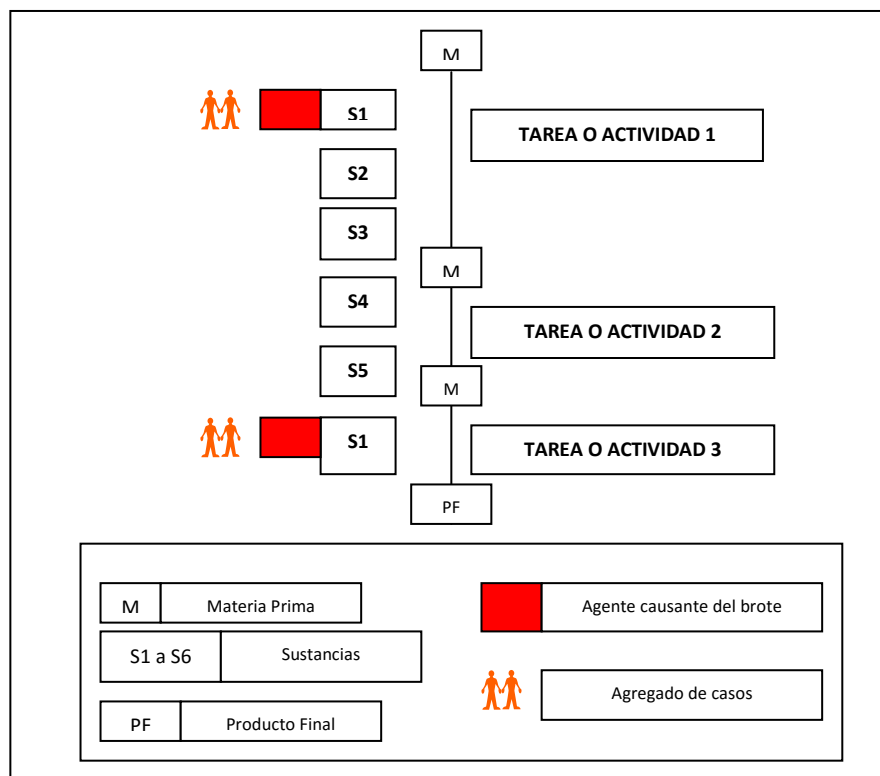 M
S1
TAREA O ACTIVIDAD 1
S2
S3
M
S4
TAREA O ACTIVIDAD 2
S5
M
S1
TAREA O ACTIVIDAD 3
PF
M
Materia Prima
Agente causante del brote
S1 a S6
Sustancias
Agregado de casos
PF
Producto Final